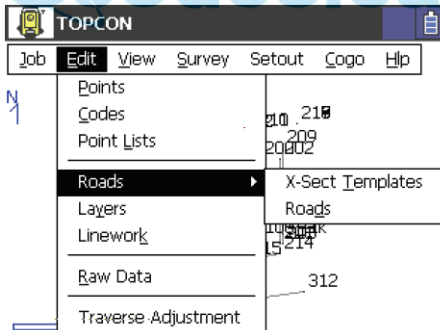 TOPCON
Job Edit View Survey Setout Cogo Hlp
Points
N
Codes
Point Lists
209
Roads
X-Sect Templates
Roads
Layers
Linework
214
Raw Data
312
Traverse Adjustment